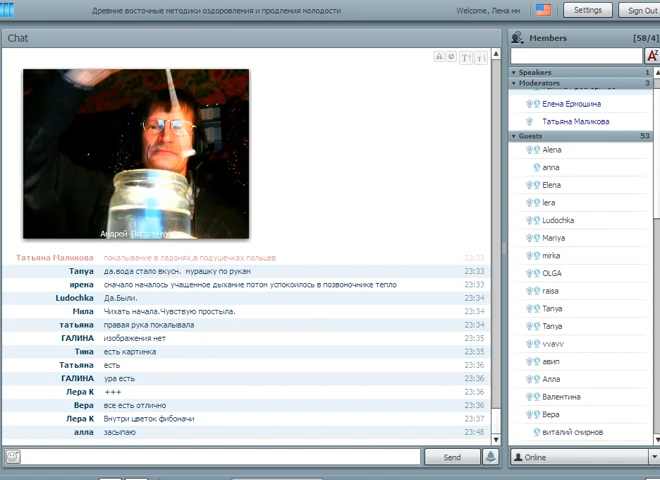 Древние восточные методики оздоровления и продления молодости
Welcome, Лена нн
Settings
Sign Out
Chat
Андрей
Татьяна Маликова покалывание в ладонях,в подушечках пальцев 23:33
Tanya да.вода стало вкусн. мурашку по рукам 23:33
ирена сначало началось учащенное дыхание потом успокоилось в позвоночнике тепло 23:33
Ludochka Да.Были. 23:34
Мила Чихать начала.Чувствую простыла. 23:34
татьяна правая рука покалывала 23:34
ГАЛИНА изображения нет 23:35
Тина есть картинка 23:35
Татьяна есть 23:36
ГАЛИНА ура есть 23:36
Лера К +++ 23:36
Вера все есть отлично 23:36
Лера К Внутри цветок фибоначи 23:37
алла засыпаю 23:48
Send
Members [58/4]
Speakers 1
Moderators 3
Елена Ермошина
Татьяна Маликова
Guests 53
Alena
anna
Elena
lera
Ludochka
Mariya
mirka
OLGA
raisa
Tanya
Tanya
vvavv
авип
Алла
Валентина
Вера
виталий смирнов
Online